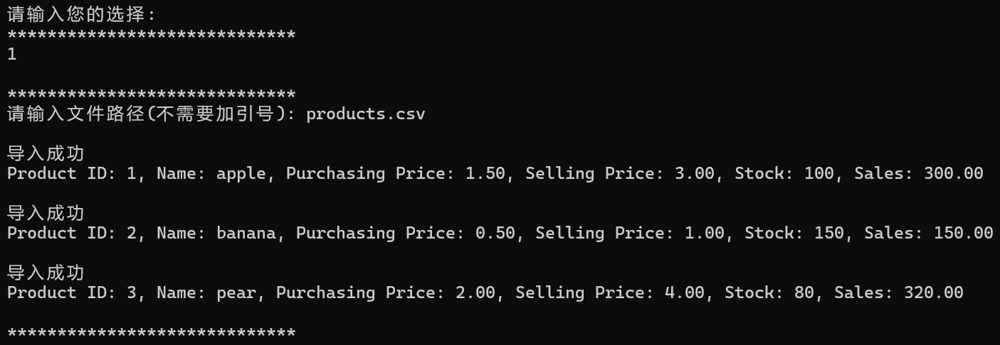 请输入您的选择:
*****************************
1
*****************************
请输入文件路径(不需要加引号): products.csv
导入成功
Product ID: 1, Name: apple, Purchasing Price: 1.50, Selling Price: 3.00, Stock: 100, Sales: 300.00
导入成功
Product ID: 2, Name: banana, Purchasing Price: 0.50, Selling Price: 1.00, Stock: 150, Sales: 150.00
导入成功
Product ID: 3, Name: pear, Purchasing Price: 2.00, Selling Price: 4.00, Stock: 80, Sales: 320.00
*****************************